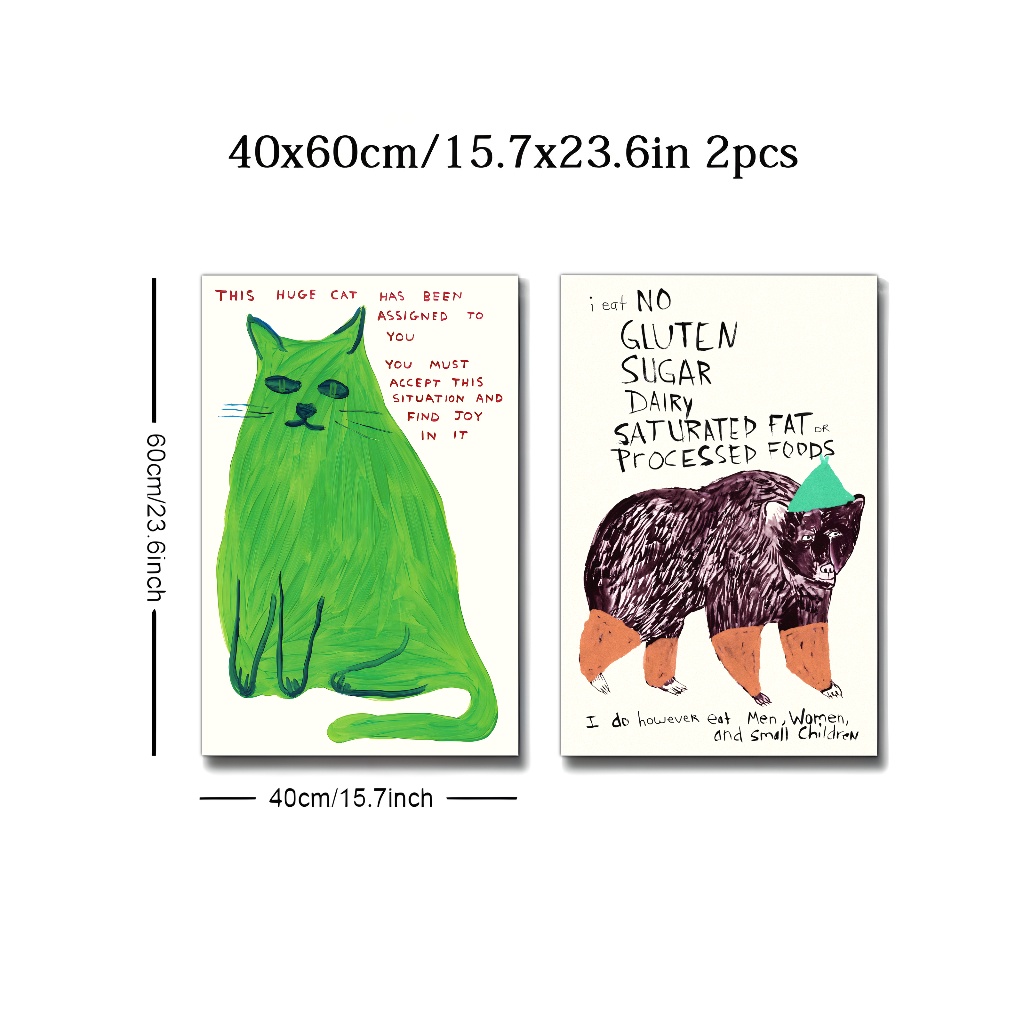 40x60cm/15.7x23.6in 2pcs
THIS HUGE CAT HAS BEEN
ASSIGNED TO
YOU
YOU MUST
ACCEPT THIS
SITUATION AND
FIND JOY
IN IT
i eat NO
GLUTEN
SUGAR
DAIRY
SATURATED FAT OR
PROCESSED FOODS
I do however eat Men, Women,
and small Children
60cm/23.6inch
40cm/15.7inch